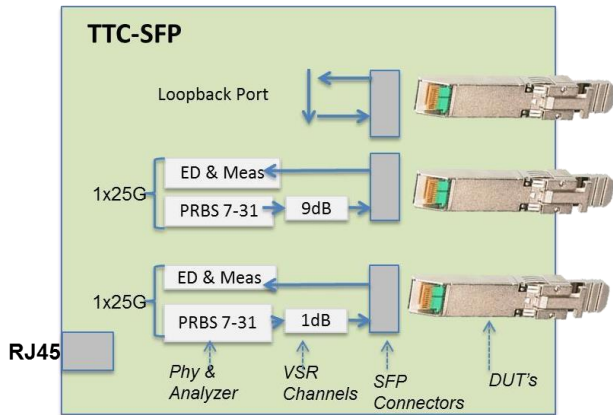 TTC-SFP
Loopback Port
1x25G
ED & Meas
PRBS 7-31
9dB
1x25G
ED & Meas
PRBS 7-31
1dB
RJ45
Phy &
Analyzer
VSR
Channels
SFP
Connectors
DUT's